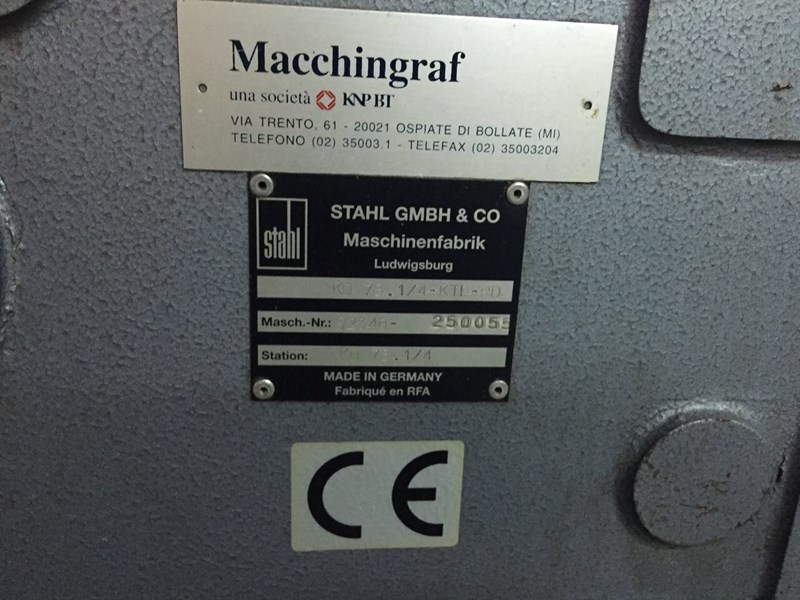 Macchingraf
una società KNP BT
VIA TRENTO, 61 - 20021 OSPIATE DI BOLLATE (MI)
TELEFONO (02) 35003.1 - TELEFAX (02) 35003204
stahl
STAHL GMBH & CO
Maschinenfabrik
Ludwigsburg
Masch.-Nr.: 250055
Station:
MADE IN GERMANY
Fabriqué en RFA
CE